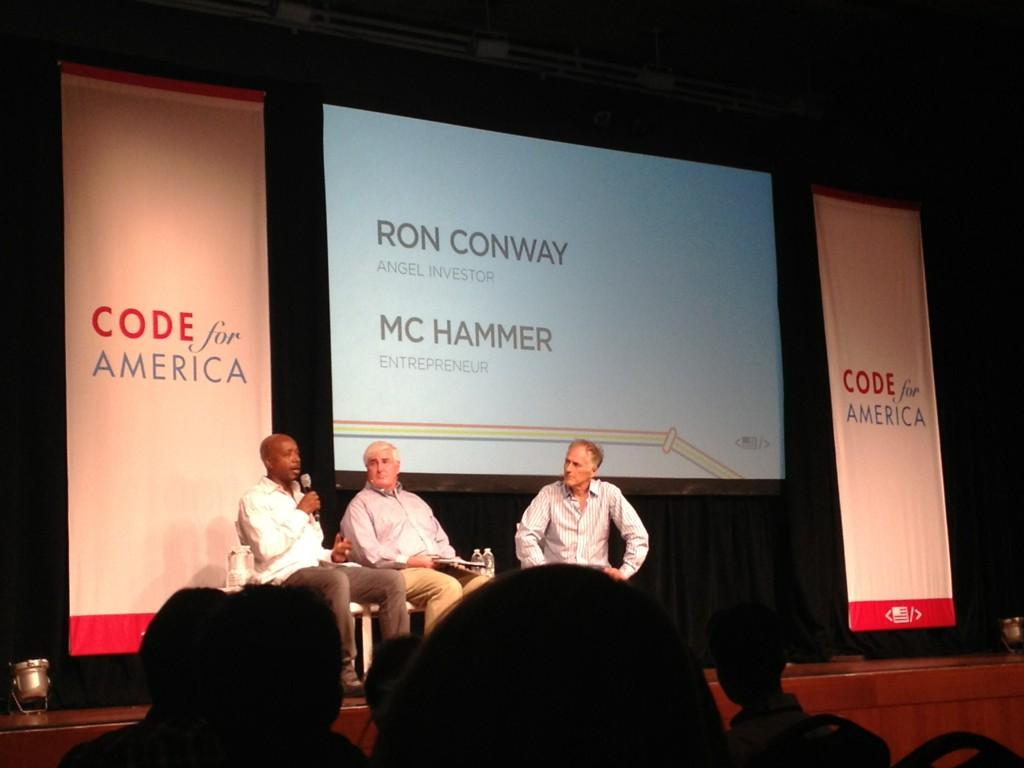 CODE for
AMERICA
RON CONWAY
ANGEL INVESTOR
MC HAMMER
ENTREPRENEUR
CODE for
AMERICA